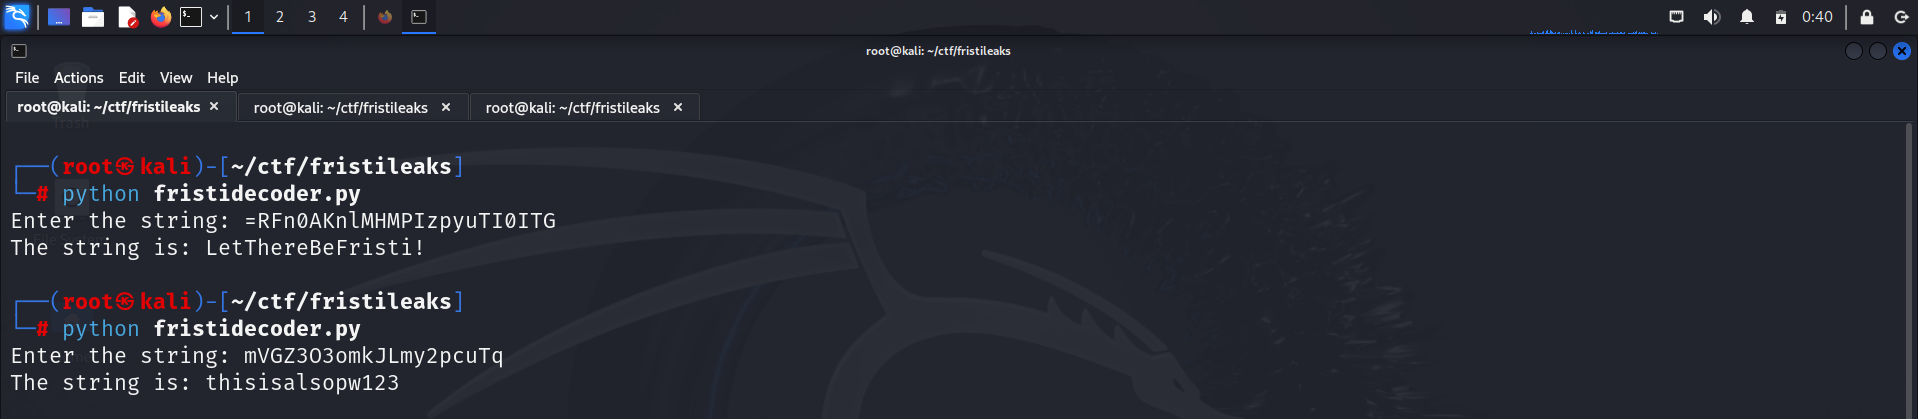 1 2 3 4 0:40
root@kali: ~/ctf/fristileaks
File Actions Edit View Help
root@kali: ~/ctf/fristileaks × root@kali: ~/ctf/fristileaks × root@kali: ~/ctf/fristileaks ×
Trash
(root㉿kali)-[~/ctf/fristileaks]
# python fristidecoder.py
Enter the string: =RFn0AKnlMHMPIzpyuTI0ITG
The string is: LetThereBeFristi!
(root㉿kali)-[~/ctf/fristileaks]
# python fristidecoder.py
Enter the string: mVGZ3O3omkJLmy2pcuTq
The string is: thisisalsopw123